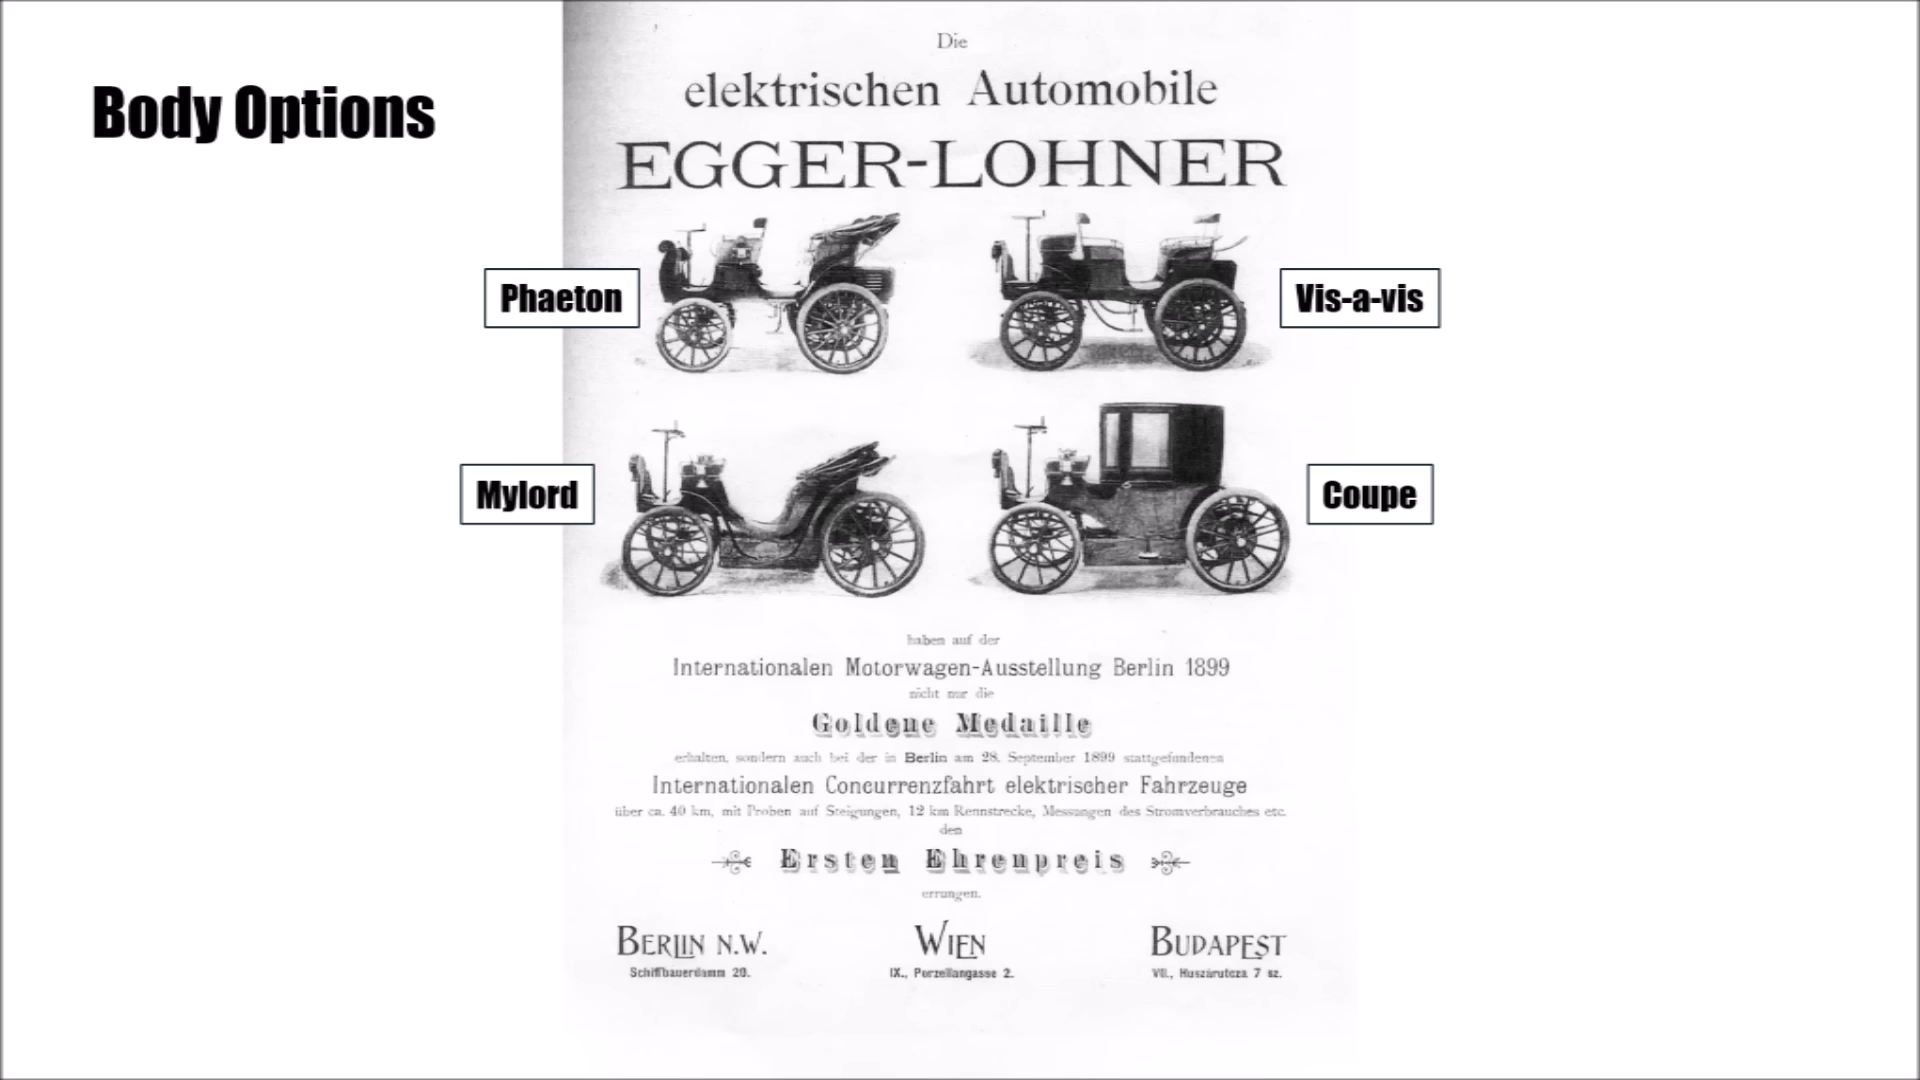 Body Options
Die
elektrischen Automobile
EGGER-LOHNER
Phaeton
Vis-a-vis
Mylord
Coupe
haben auf der
Internationalen Motorwagen-Ausstellung Berlin 1899
nicht nur die
Goldene Medaille
erhalten, sondern auch bei der in Berlin am 28. September 1899 stattgefundenen
Internationalen Concurrenzfahrt elektrischer Fahrzeuge
über ca. 40 km, mit Proben auf Steigungen, 12 km Rennstrecke, Messungen des Stromverbrauches etc.
den
Ersten Ehrenpreis
errungen.
BERLIN N.W.
WIEN
BUDAPEST
Schiffbauerdamm 20.
IX., Porzellangasse 2.
VII., Huszárutcza 7 sz.